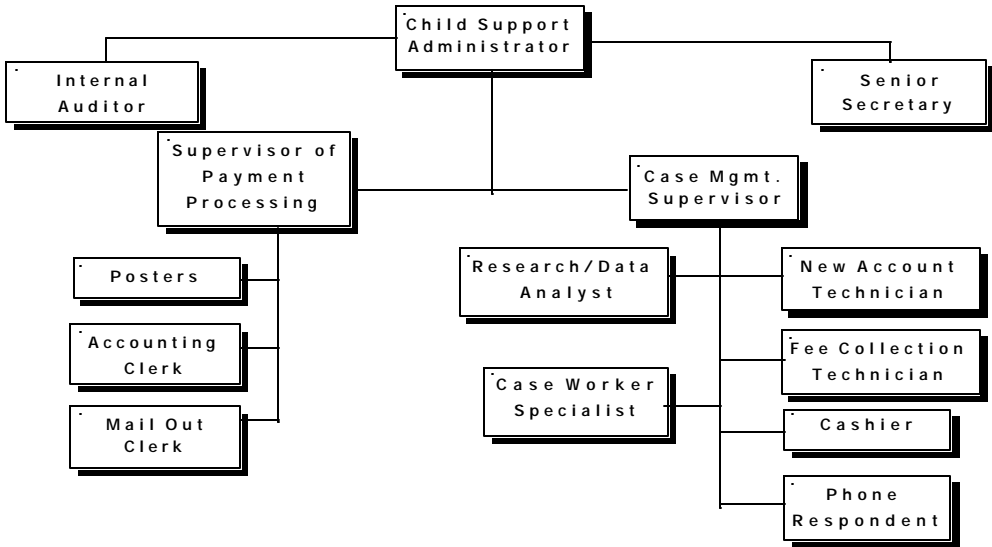 Child Support
Administrator
Internal
Auditor
Senior
Secretary
Supervisor of
Payment
Processing
Case Mgmt.
Supervisor
Posters
Accounting
Clerk
Mail Out
Clerk
Research/Data
Analyst
New Account
Technician
Case Worker
Specialist
Fee Collection
Technician
Cashier
Phone
Respondent